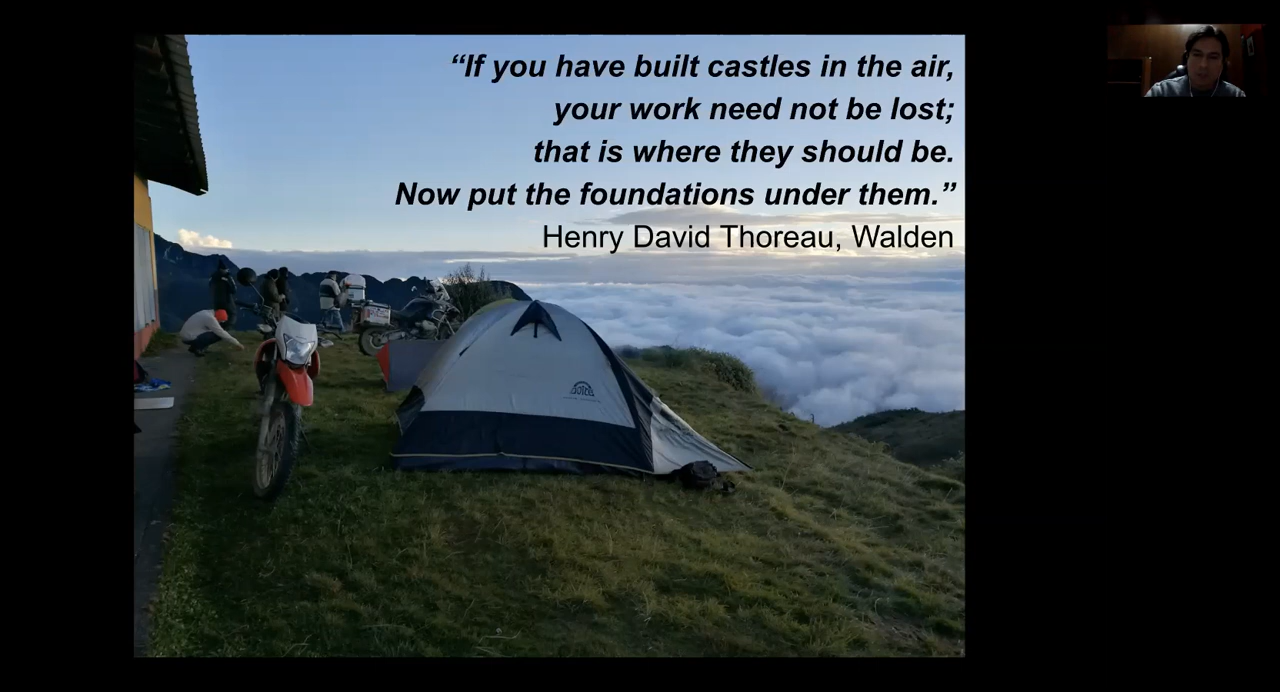 “If you have built castles in the air,
your work need not be lost;
that is where they should be.
Now put the foundations under them.”
Henry David Thoreau, Walden